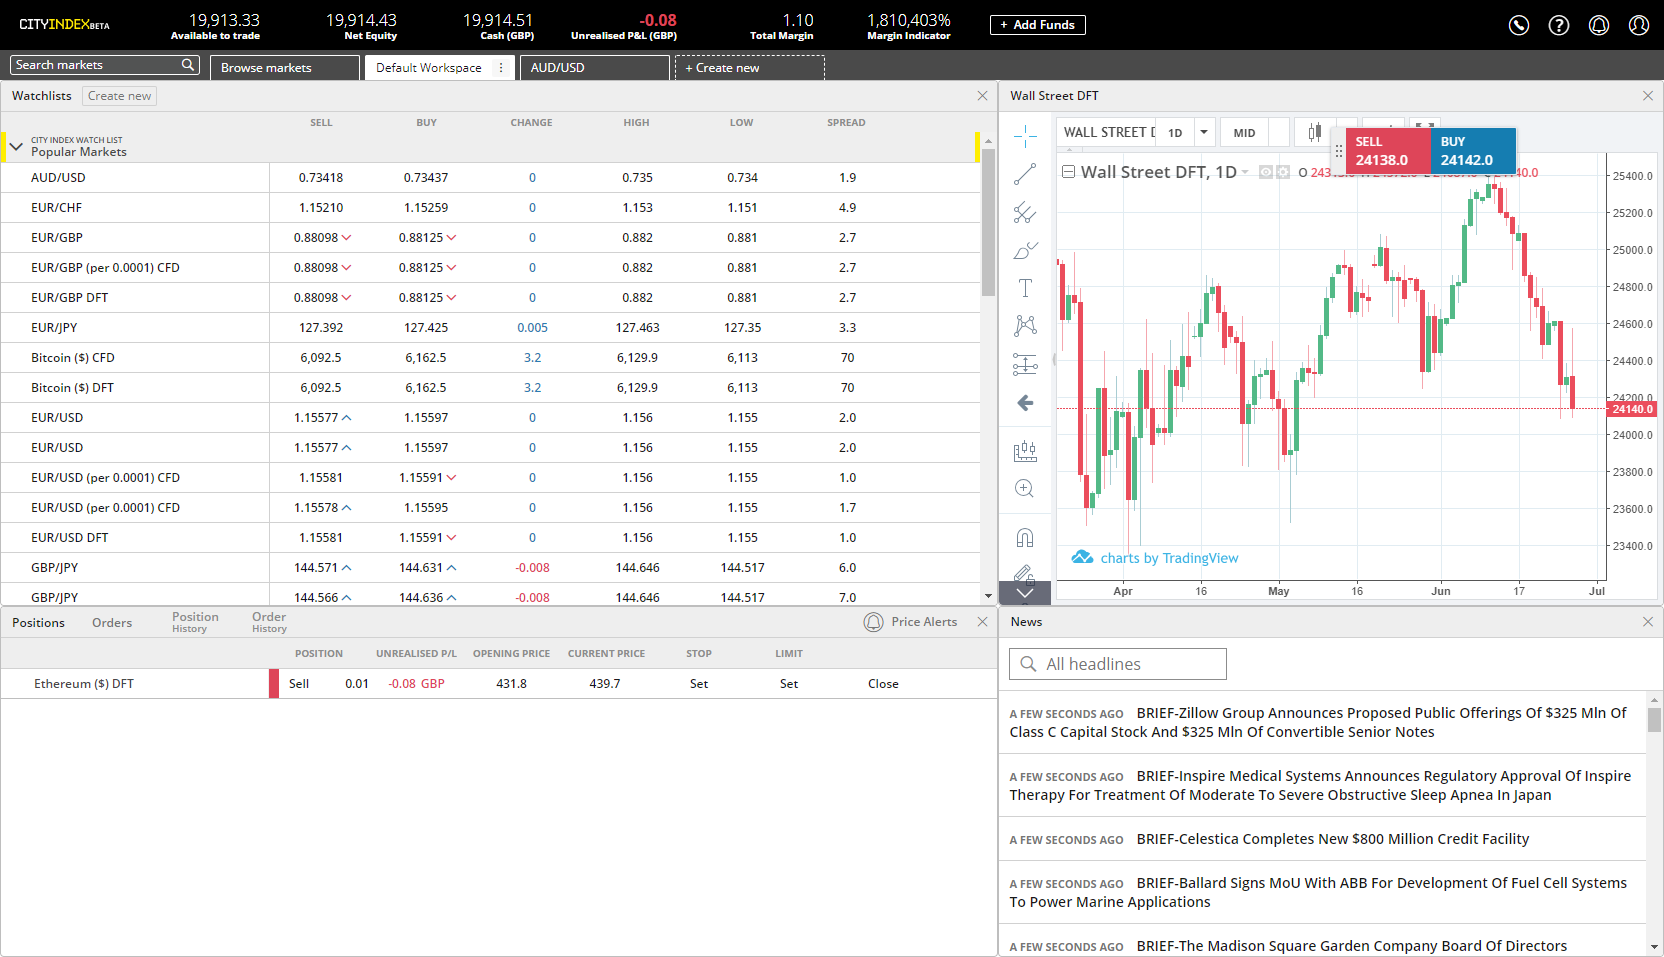 CITYINDEXBETA
19,913.33
Available to trade
19,914.43
Net Equity
19,914.51
Cash (GBP)
-0.08
Unrealised P&L (GBP)
1.10
Total Margin
1,810,403%
Margin Indicator
+ Add Funds
Search markets
Browse markets
Default Workspace
AUD/USD
+ Create new
Watchlists Create new
SELL BUY CHANGE HIGH LOW SPREAD
CITY INDEX WATCH LIST
Popular Markets
AUD/USD 0.73418 0.73437 0 0.735 0.734 1.9
EUR/CHF 1.15210 1.15259 0 1.153 1.151 4.9
EUR/GBP 0.88098 0.88125 0 0.882 0.881 2.7
EUR/GBP (per 0.0001) CFD 0.88098 0.88125 0 0.882 0.881 2.7
EUR/GBP DFT 0.88098 0.88125 0 0.882 0.881 2.7
EUR/JPY 127.392 127.425 0.005 127.463 127.35 3.3
Bitcoin ($) CFD 6,092.5 6,162.5 3.2 6,129.9 6,113 70
Bitcoin ($) DFT 6,092.5 6,162.5 3.2 6,129.9 6,113 70
EUR/USD 1.15577 1.15597 0 1.156 1.155 2.0
EUR/USD 1.15577 1.15597 0 1.156 1.155 2.0
EUR/USD (per 0.0001) CFD 1.15581 1.15591 0 1.156 1.155 1.0
EUR/USD (per 0.0001) CFD 1.15578 1.15595 0 1.156 1.155 1.7
EUR/USD DFT 1.15581 1.15591 0 1.156 1.155 1.0
GBP/JPY 144.571 144.631 -0.008 144.646 144.517 6.0
GBP/JPY 144.566 144.636 -0.008 144.646 144.517 7.0
Wall Street DFT
WALL STREET 1D MID
SELL
24138.0
BUY
24142.0
Wall Street DFT, 1D O
25400.0
25200.0
25000.0
24800.0
24600.0
24400.0
24200.0
24140.0
24000.0
23800.0
23600.0
23400.0
charts by TradingView
Apr 16 May 16 Jun 17 Jul
Positions Orders Position History Order History Price Alerts
POSITION UNREALISED P/L OPENING PRICE CURRENT PRICE STOP LIMIT
Ethereum ($) DFT Sell 0.01 -0.08 GBP 431.8 439.7 Set Set Close
News
All headlines
A FEW SECONDS AGO BRIEF-Zillow Group Announces Proposed Public Offerings Of $325 Mln Of
Class C Capital Stock And $325 Mln Of Convertible Senior Notes
A FEW SECONDS AGO BRIEF-Inspire Medical Systems Announces Regulatory Approval Of Inspire
Therapy For Treatment Of Moderate To Severe Obstructive Sleep Apnea In Japan
A FEW SECONDS AGO BRIEF-Celestica Completes New $800 Million Credit Facility
A FEW SECONDS AGO BRIEF-Ballard Signs MoU With ABB For Development Of Fuel Cell Systems
To Power Marine Applications
A FEW SECONDS AGO BRIEF-The Madison Square Garden Company Board Of Directors